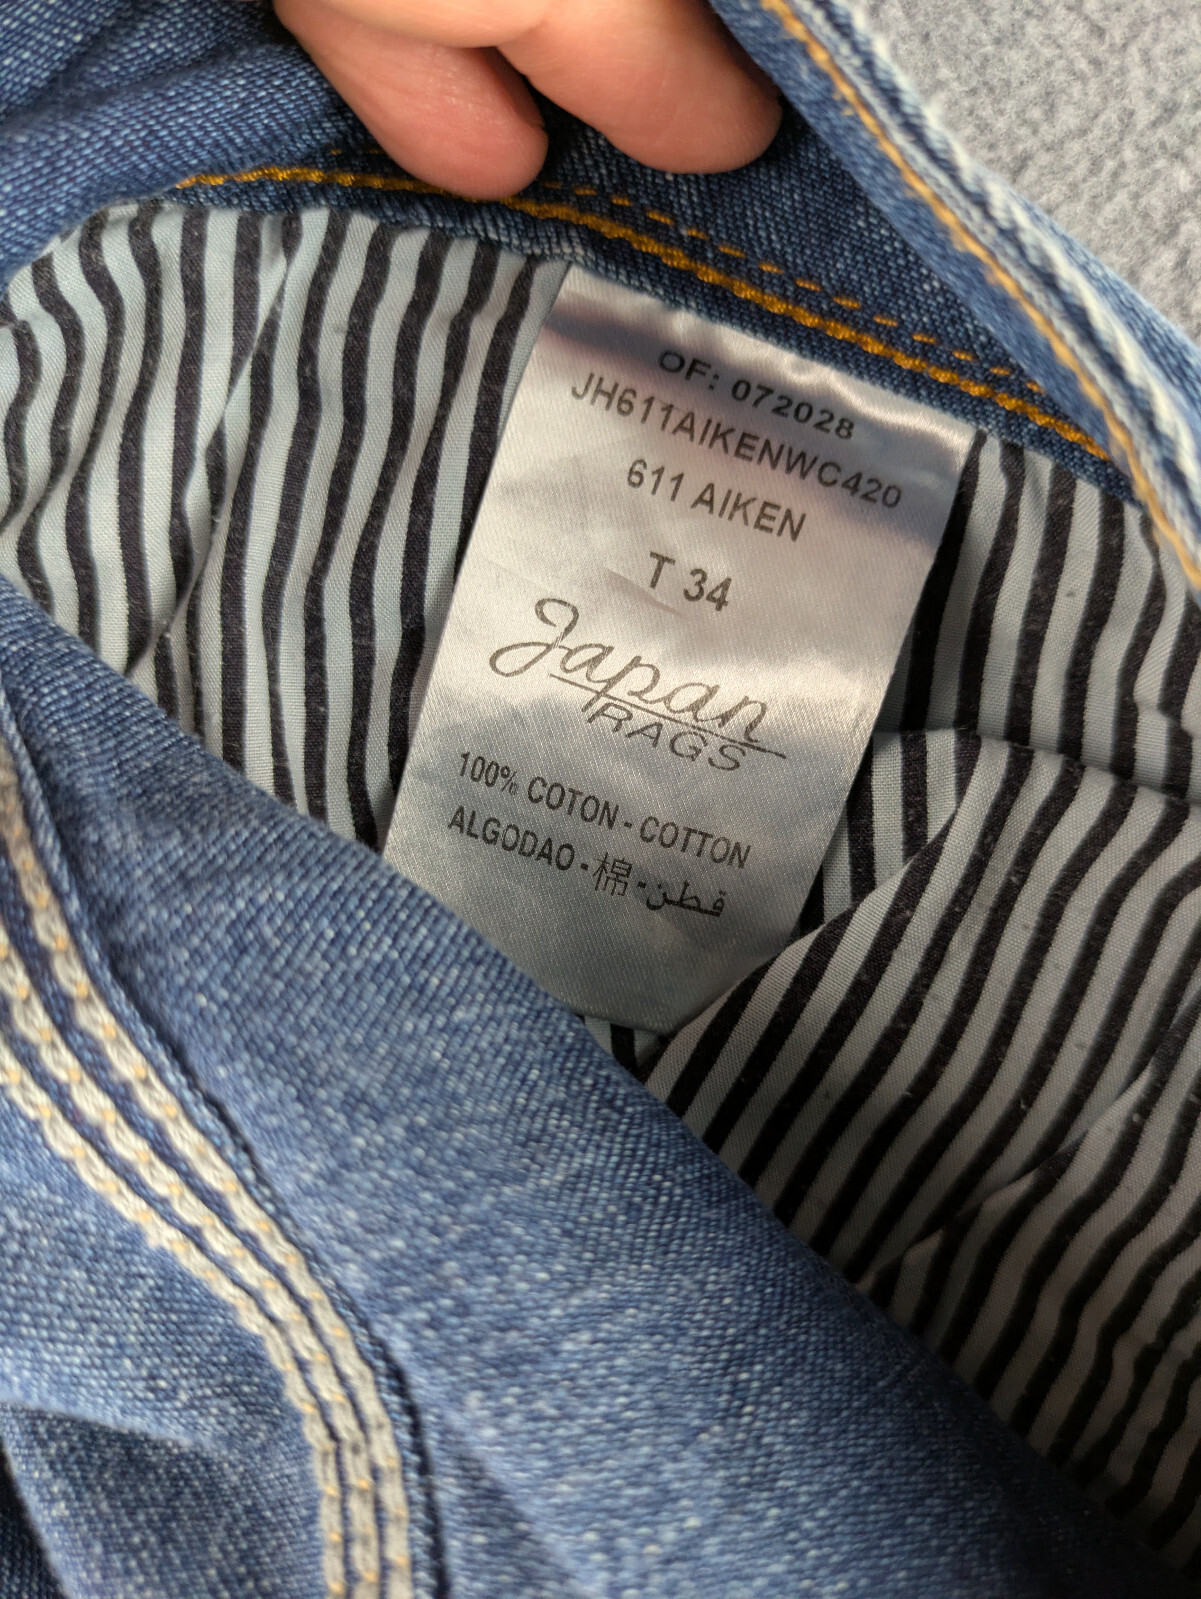 OF: 072028
JH611AIKENWC420
611 AIKEN
T 34
Japan
RAGS
100% COTON - COTTON
ALGODAO - 棉 - قطن